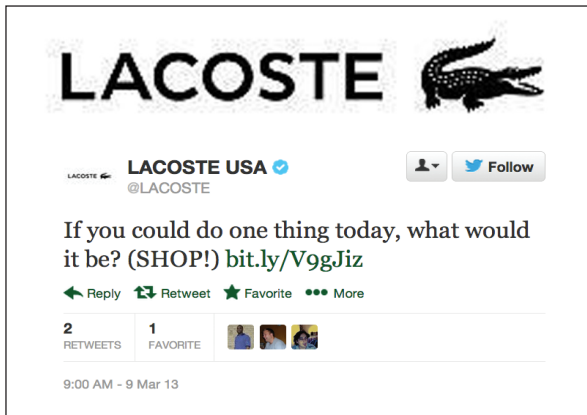 LACOSTE
LACOSTE
LACOSTE USA
Follow
@LACOSTE
If you could do one thing today, what would
it be? (SHOP!) bit.ly/V9gJiz
Reply Retweet Favorite More
2 1
RETWEETS FAVORITE
9:00 AM - 9 Mar 13